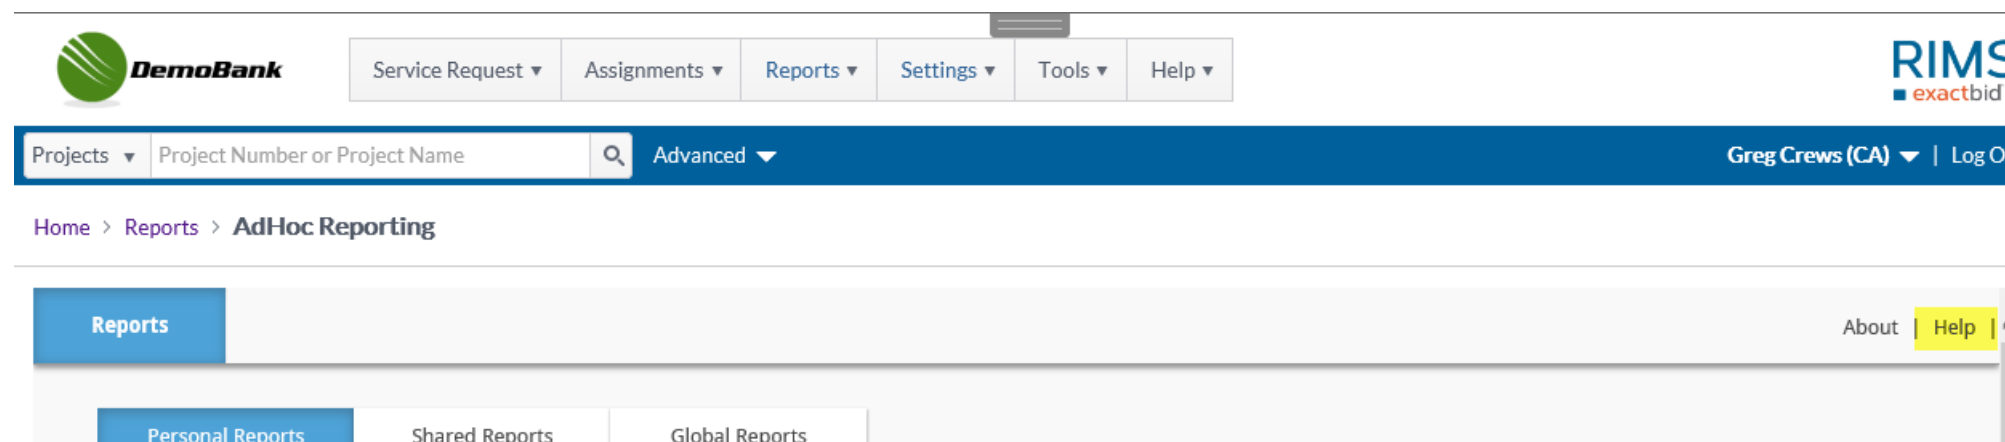 DemoBank Service Request ▼ Assignments ▼ Reports ▼ Settings ▼ Tools ▼ Help ▼ RIMS
exactbid
Projects ▼ Project Number or Project Name Advanced Greg Crews (CA) | Log O
Home > Reports > AdHoc Reporting
Reports About | Help |
Personal Reports Shared Reports Global Reports